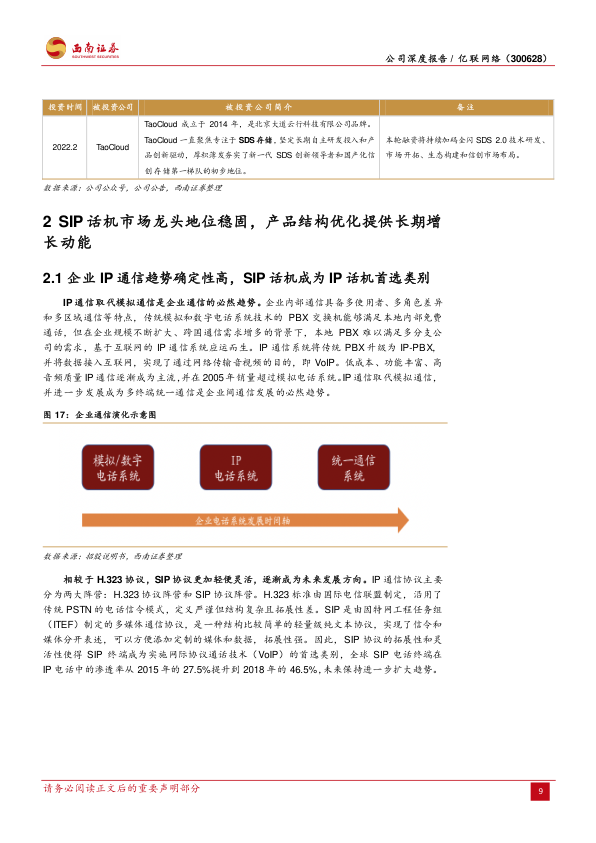 西南证券
SOUTHWEST SECURITIES
公司深度报告 / 亿联网络（300628）
投资时间 被投资公司 被投资公司简介 备注
TaoCloud 成立于 2014 年，是北京大道云行科技有限公司品牌。
TaoCloud 一直聚焦专注于 SDS 存储，坚定长期自主研发投入和产
品创新驱动，厚积薄发夯实了新一代 SDS 创新领导者和国产化信
创存储第一梯队的初步地位。
2022.2 TaoCloud
本轮融资将持续加码全闪 SDS 2.0 技术研发、
市场开拓、生态构建和信创市场布局。
数据来源：公司公众号，公司公告，西南证券整理
2 SIP 话机市场龙头地位稳固，产品结构优化提供长期增
长动能
2.1 企业 IP 通信趋势确定性高，SIP 话机成为 IP 话机首选类别
IP 通信取代模拟通信是企业通信的必然趋势。企业内部通信具备多使用者、多角色差异
和多区域通信等特点，传统模拟和数字电话系统技术的 PBX 交换机能够满足本地内部免费
通话，但在企业规模不断扩大、跨国通信需求增多的背景下，本地 PBX 难以满足多分支公
司的需求，基于互联网的 IP 通信系统应运而生。IP 通信系统将传统 PBX 升级为 IP-PBX，
并将数据接入互联网，实现了通过网络传输音视频的目的，即 VoIP。低成本、功能丰富、高
音频质量 IP 通信逐渐成为主流，并在 2005 年销量超过模拟电话系统。IP 通信取代模拟通信，
并进一步发展成为多终端统一通信是企业间通信发展的必然趋势。
图 17：企业通信演化示意图
模拟/数字
电话系统
IP
电话系统
统一通信
系统
企业电话系统发展时间轴
数据来源：招股说明书，西南证券整理
相较于 H.323 协议，SIP 协议更加轻便灵活，逐渐成为未来发展方向。IP 通信协议主要
分为两大阵营：H.323 协议阵营和 SIP 协议阵营。H.323 标准由国际电信联盟制定，沿用了
传统 PSTN 的电话信令模式，定义严谨但结构复杂且拓展性差。SIP 是由因特网工程任务组
（ITEF）制定的多媒体通信协议，是一种结构比较简单的轻量级纯文本协议，实现了信令和
媒体分开表述，可以方便添加定制的媒体和数据，拓展性强。因此，SIP 协议的拓展性和灵
活性使得 SIP 终端成为实施网际协议通话技术（VoIP）的首选类别，全球 SIP 电话终端在
IP 电话中的渗透率从 2015 年的 27.5%提升到 2018 年的 46.5%，未来保持进一步扩大趋势。
请务必阅读正文后的重要声明部分
9